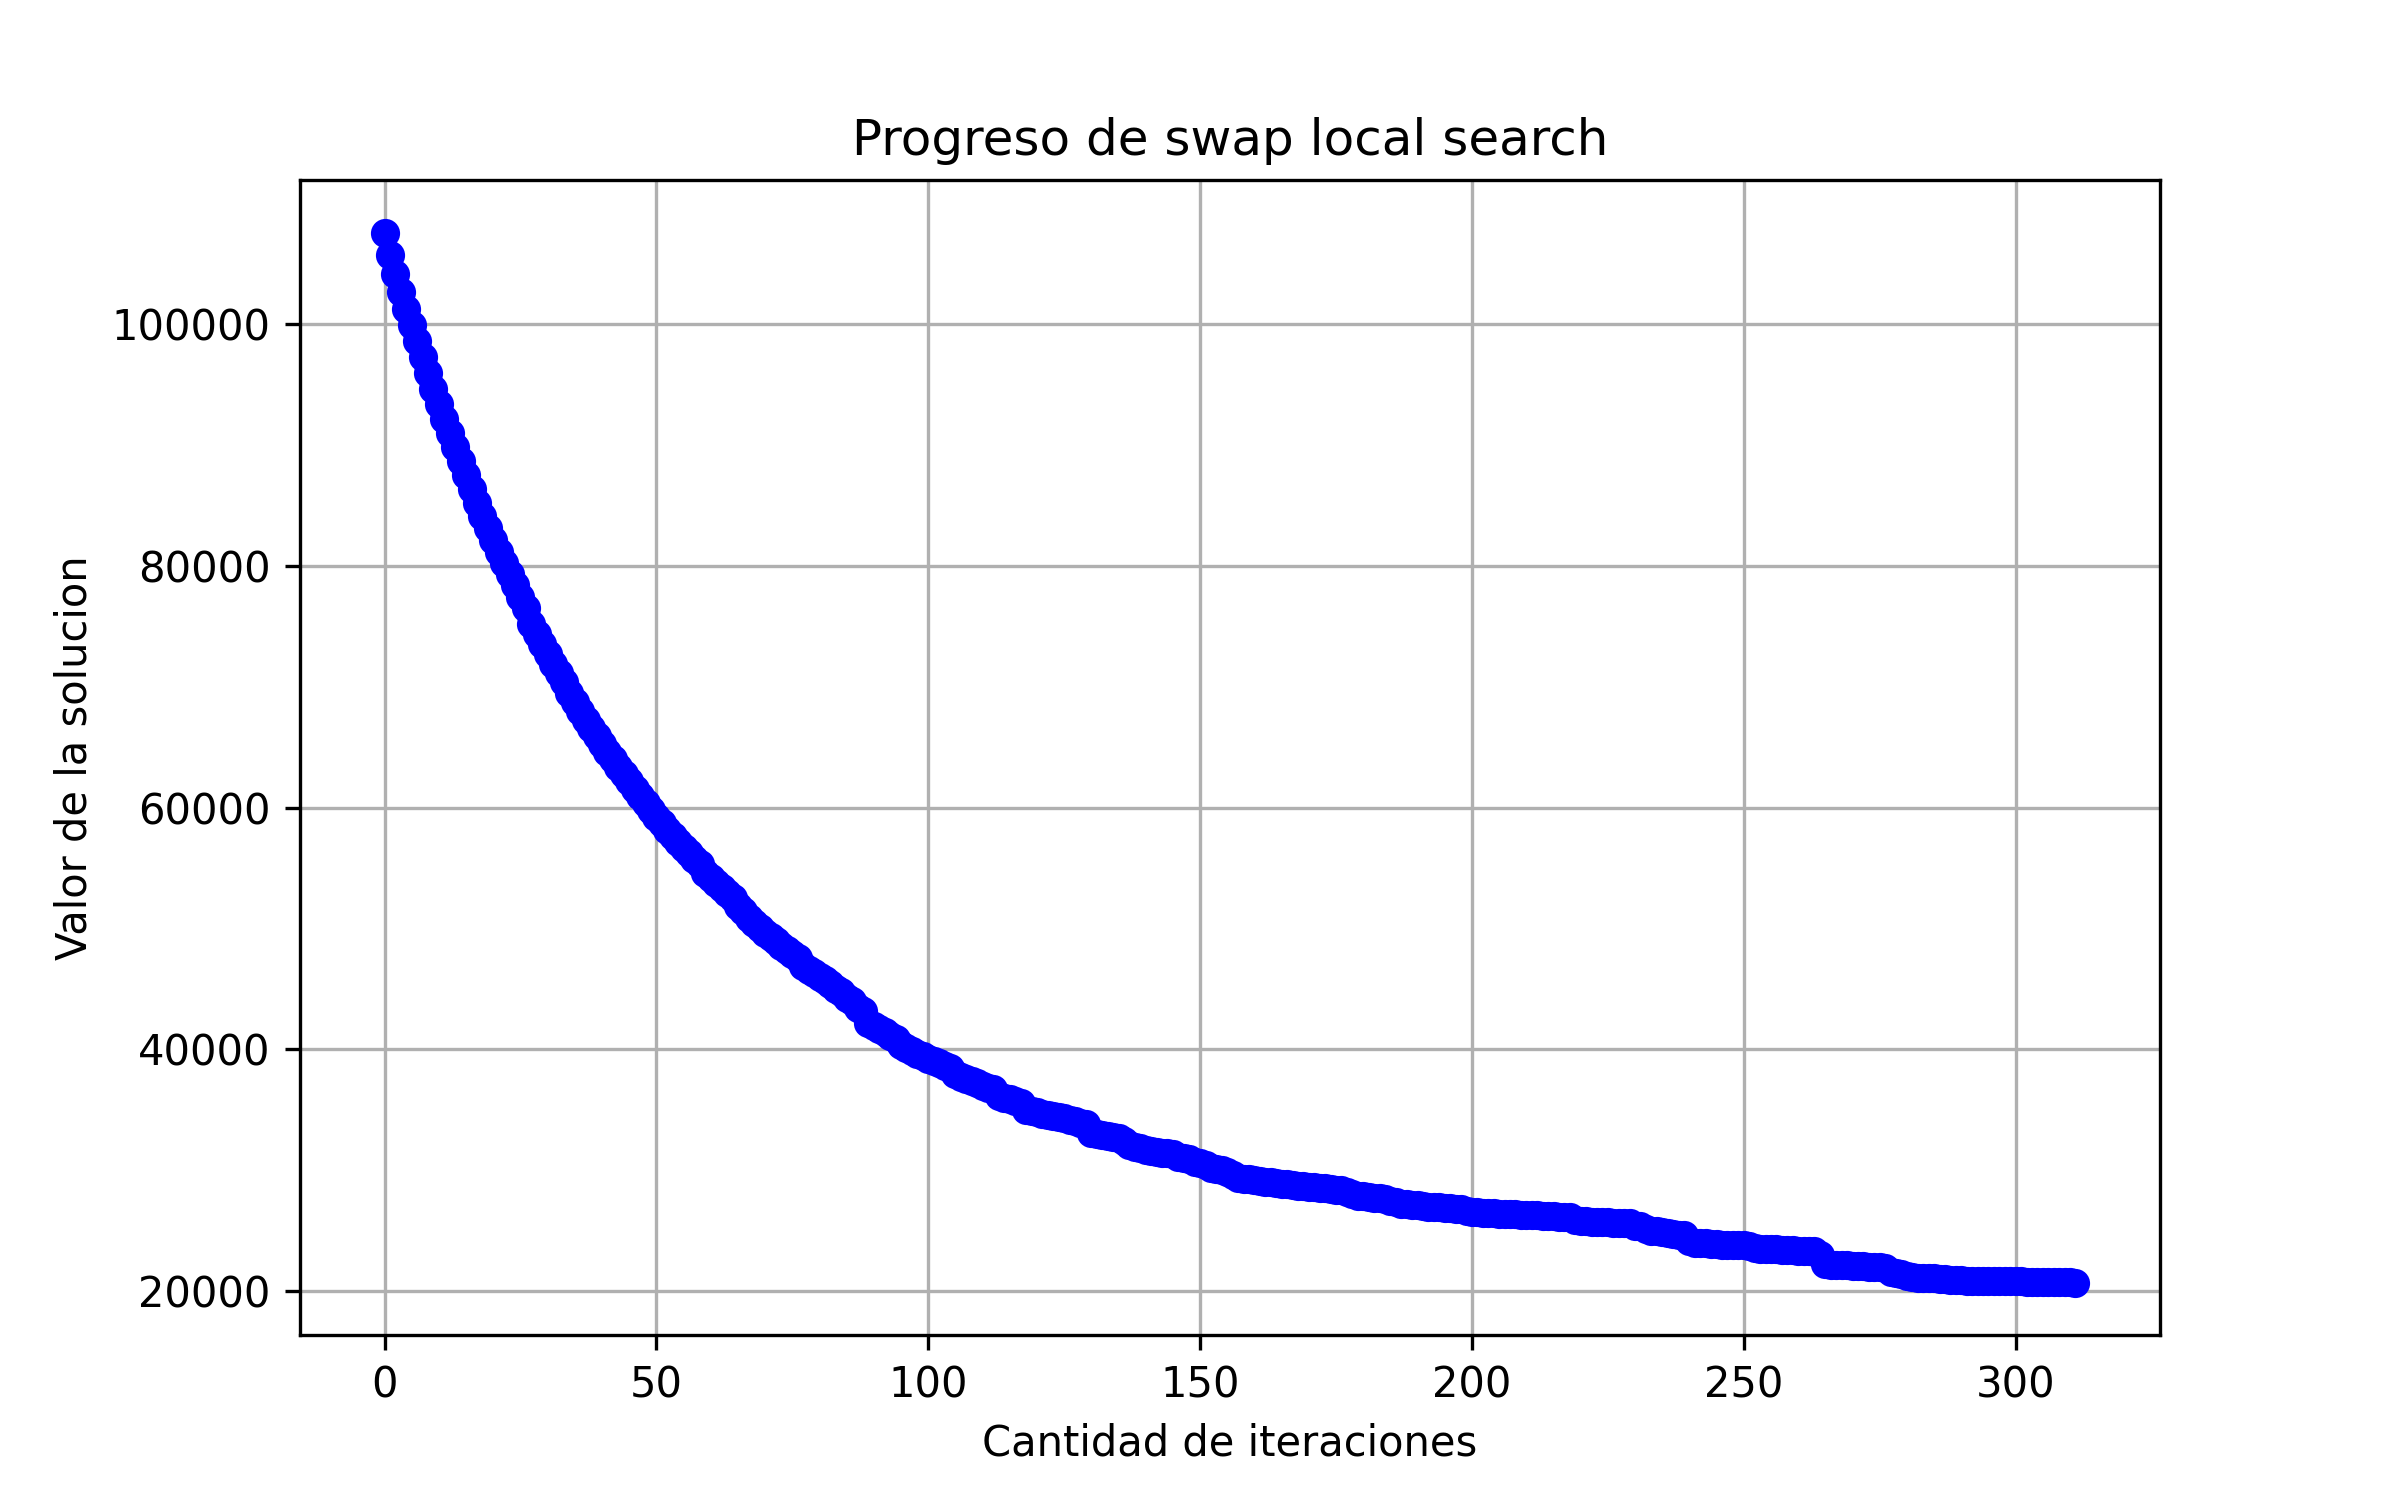 Progreso de swap local search
Valor de la solucion
100000
80000
60000
40000
20000
0 50 100 150 200 250 300
Cantidad de iteraciones